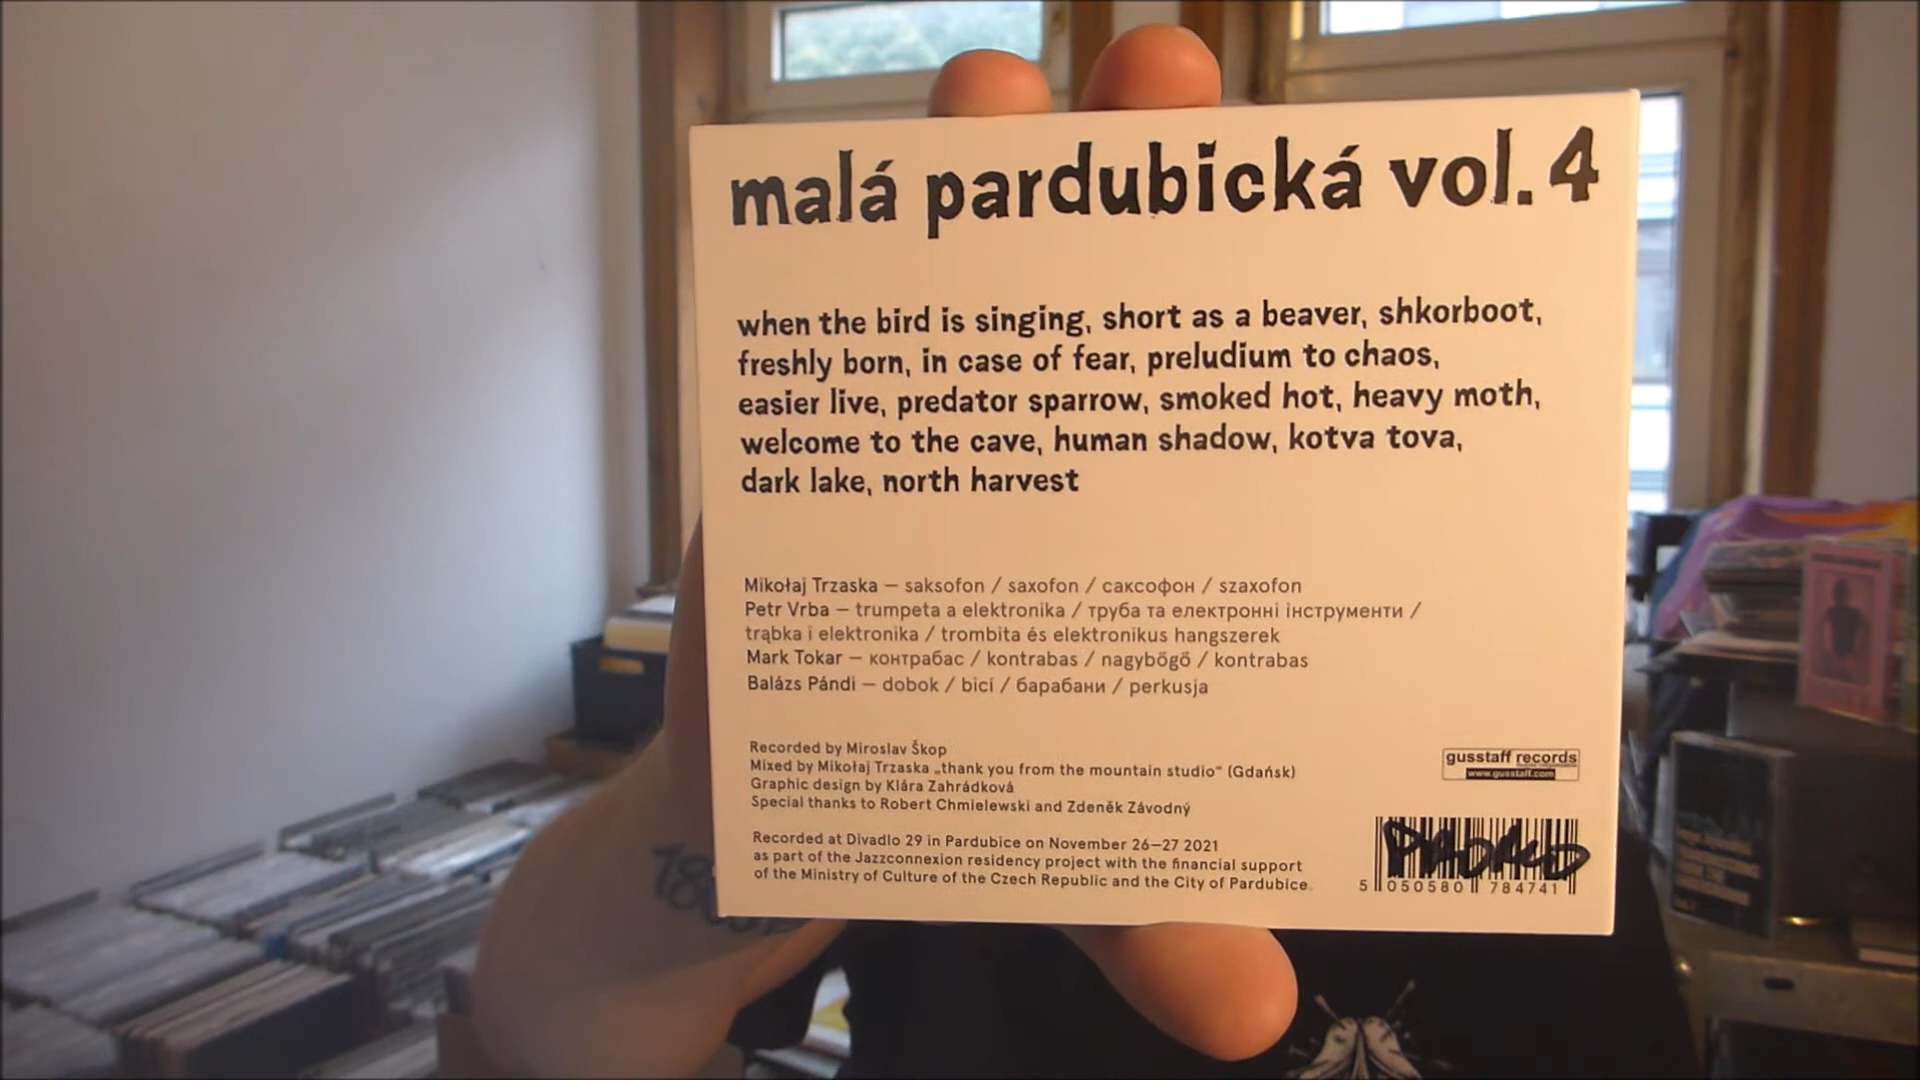 malá pardubická vol. 4
when the bird is singing, short as a beaver, shkorboot,
freshly born, in case of fear, preludium to chaos,
easier live, predator sparrow, smoked hot, heavy moth,
welcome to the cave, human shadow, kotva tova,
dark lake, north harvest
Mikołaj Trzaska — saksofon / saxofon / саксофон / szaxofon
Petr Vrba — trumpeta a elektronika / труба та електронні інструменти /
trąbka i elektronika / trombita és elektronikus hangszerek
Mark Tokar — контрабас / kontrabas / nagybőgő / kontrabas
Balázs Pándi — dobok / bicí / барабани / perkusja
Recorded by Miroslav Škop
Mixed by Mikołaj Trzaska „thank you from the mountain studio“ (Gdańsk)
Graphic design by Klára Zahrádková
Special thanks to Robert Chmielewski and Zdeněk Závodný
Recorded at Divadlo 29 in Pardubice on November 26—27 2021
as part of the Jazzconnexion residency project with the financial support
of the Ministry of Culture of the Czech Republic and the City of Pardubice.
gusstaff records
www.gusstaff.com
5 050580 784741